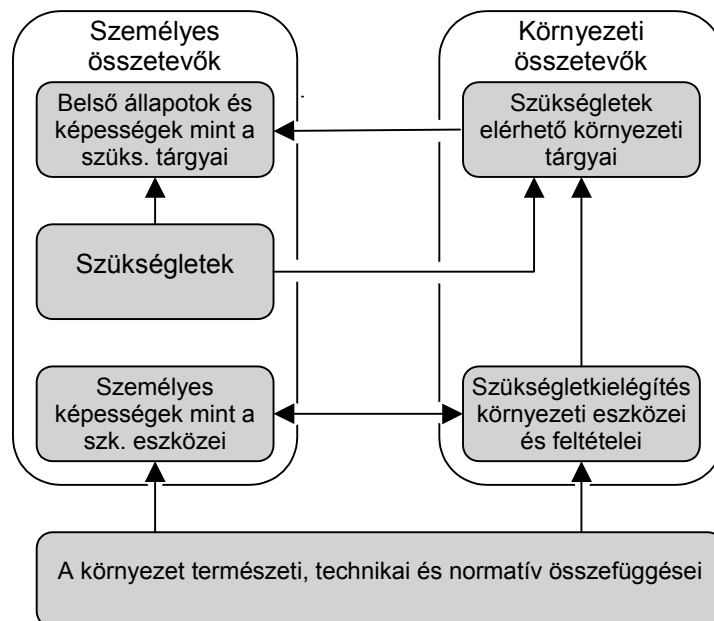 Személyes
összetevők
Belső állapotok és
képességek mint a
szüks. tárgyai
Szükségletek
Személyes
képességek mint a
szk. eszközei
Környezeti
összetevők
Szükségletek
elérhető környezeti
tárgyai
Szükségletkielégítés
környezeti eszközei
és feltételei
A környezet természeti, technikai és normatív összefüggései